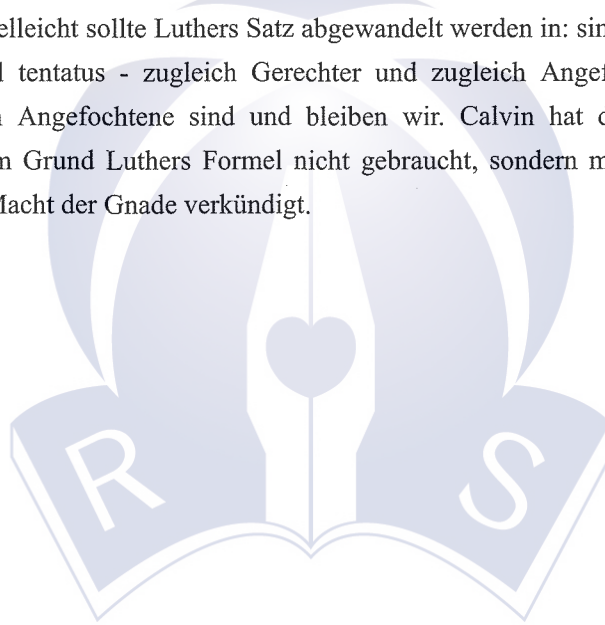 elleicht sollte Luthers Satz abgewandelt werden in: sin
l tentatus - zugleich Gerechter und zugleich Angef
Angefochtene sind und bleiben wir. Calvin hat
m Grund Luthers Formel nicht gebraucht, sondern m
Macht der Gnade verkündigt.
R S